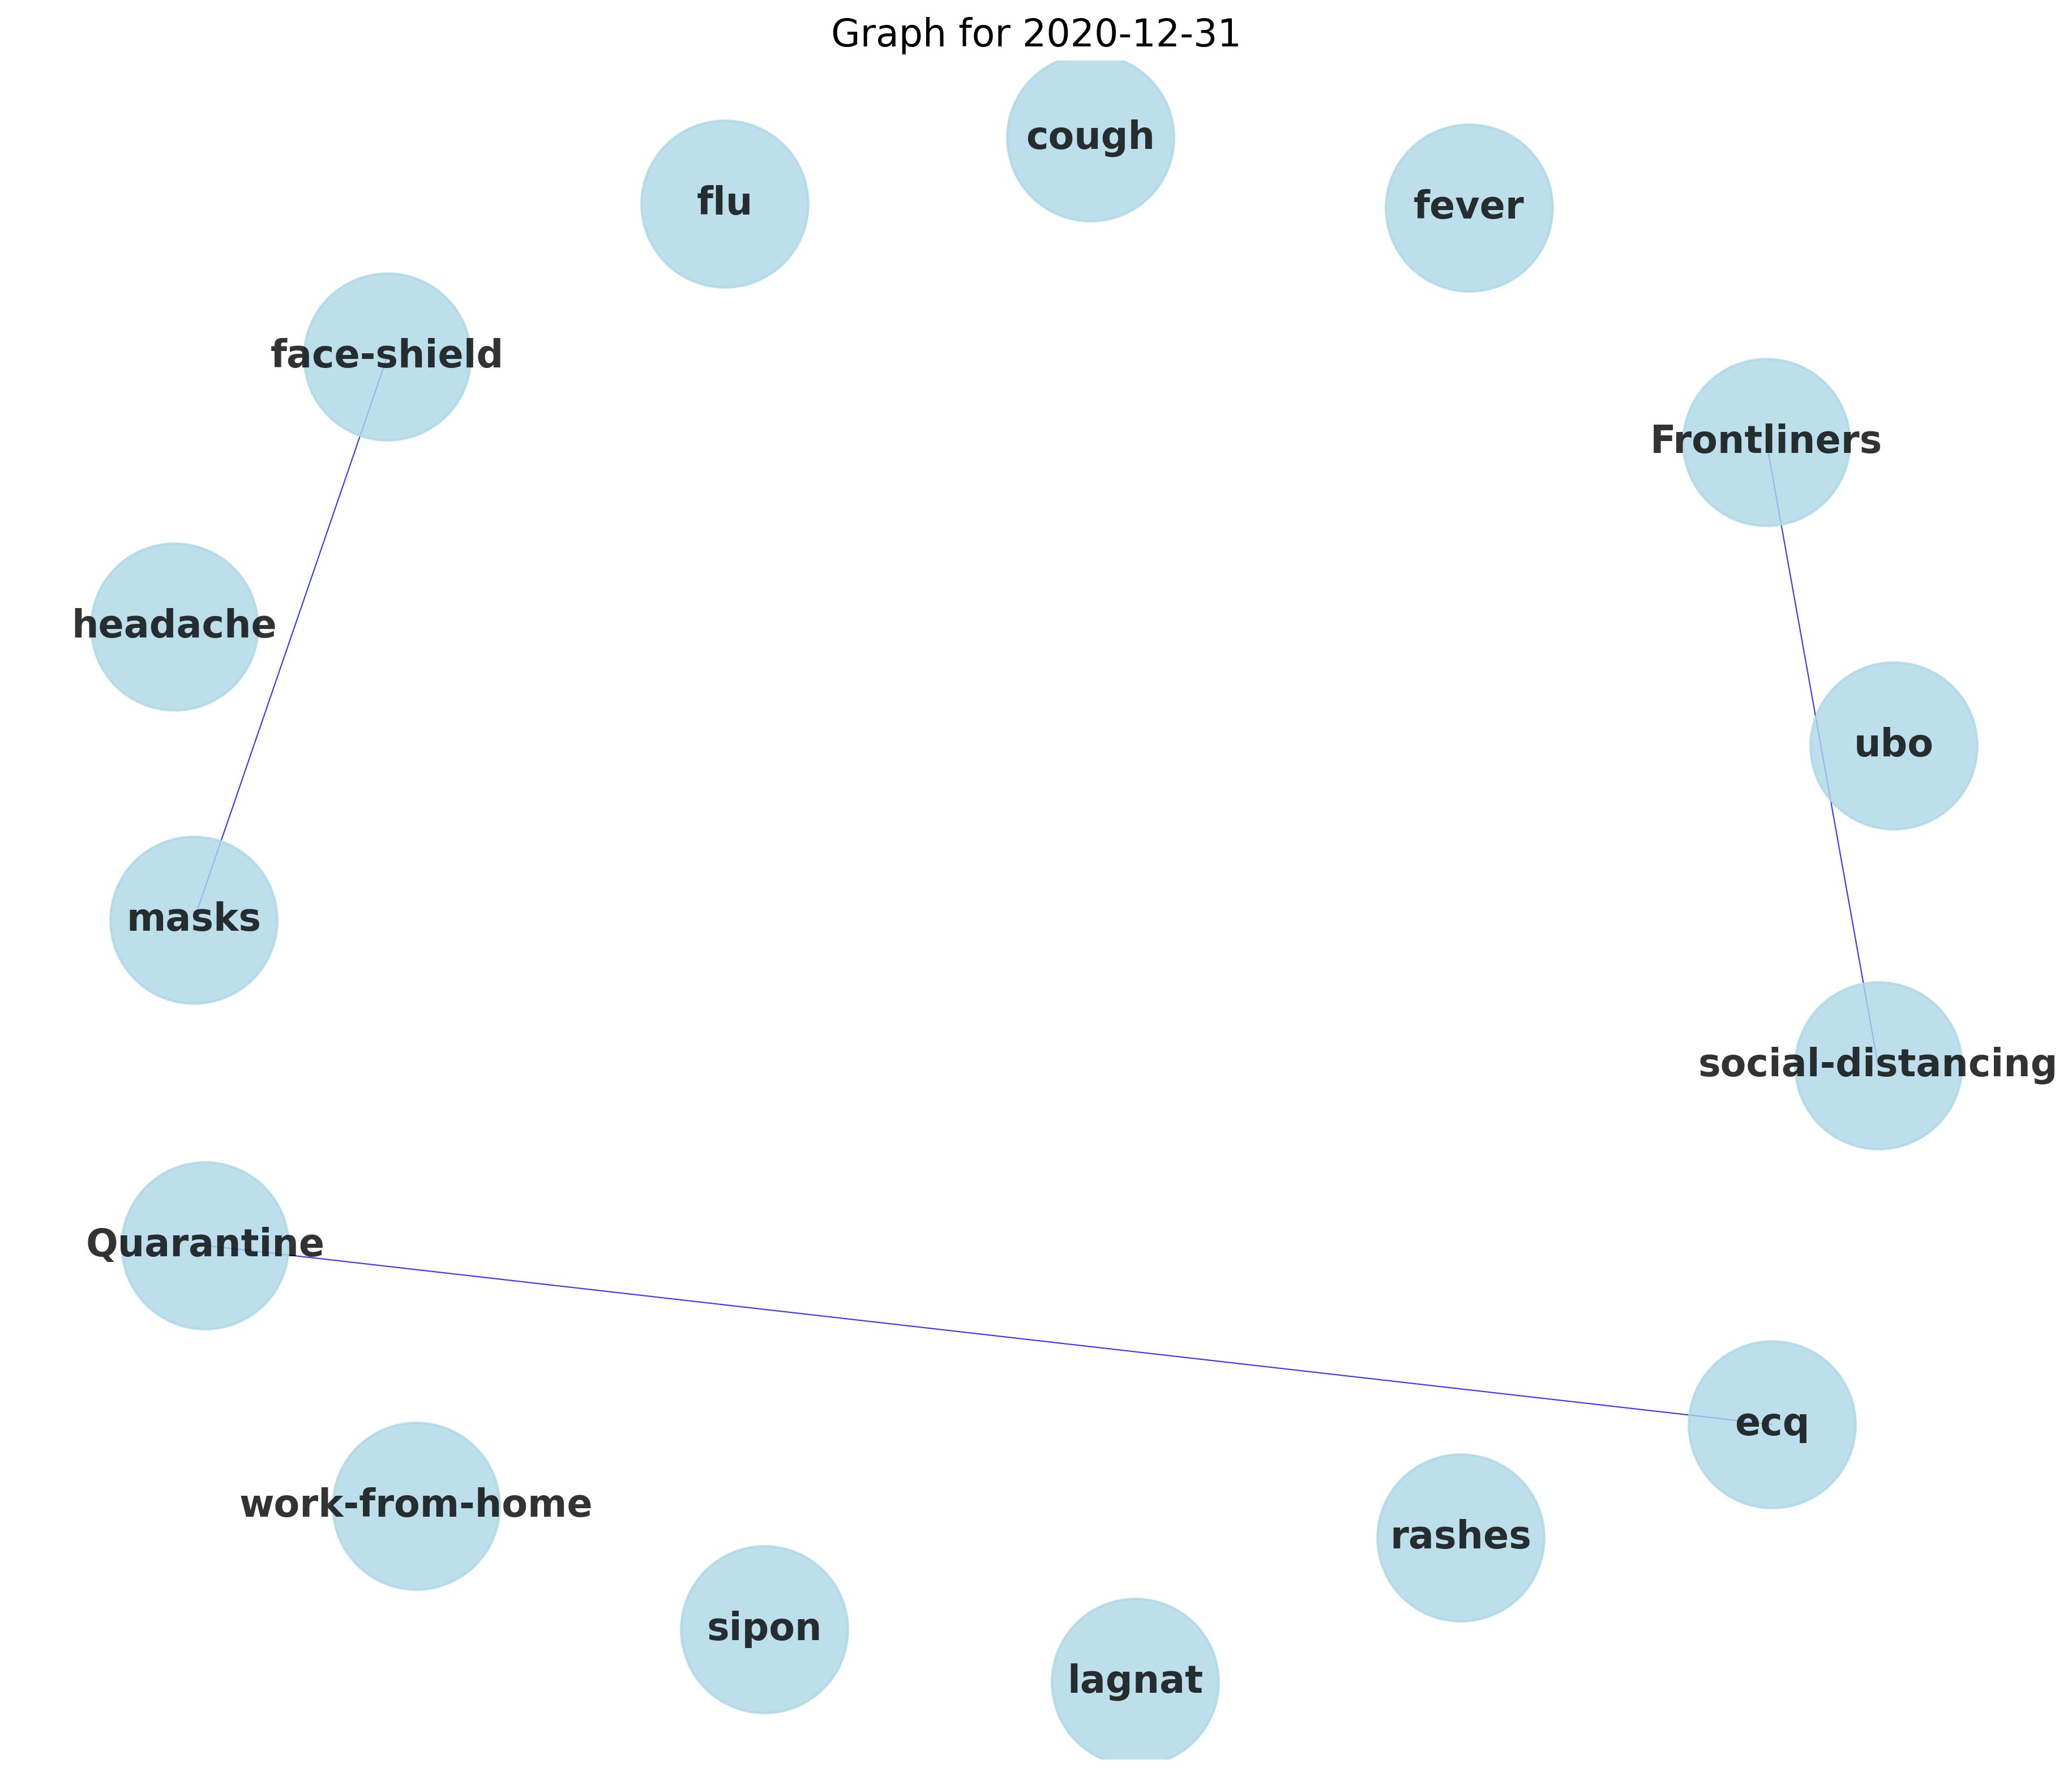 Graph for 2020-12-31
cough
flu
fever
face-shield
Frontliners
headache
ubo
masks
social-distancing
Quarantine
ecq
work-from-home
rashes
sipon
lagnat